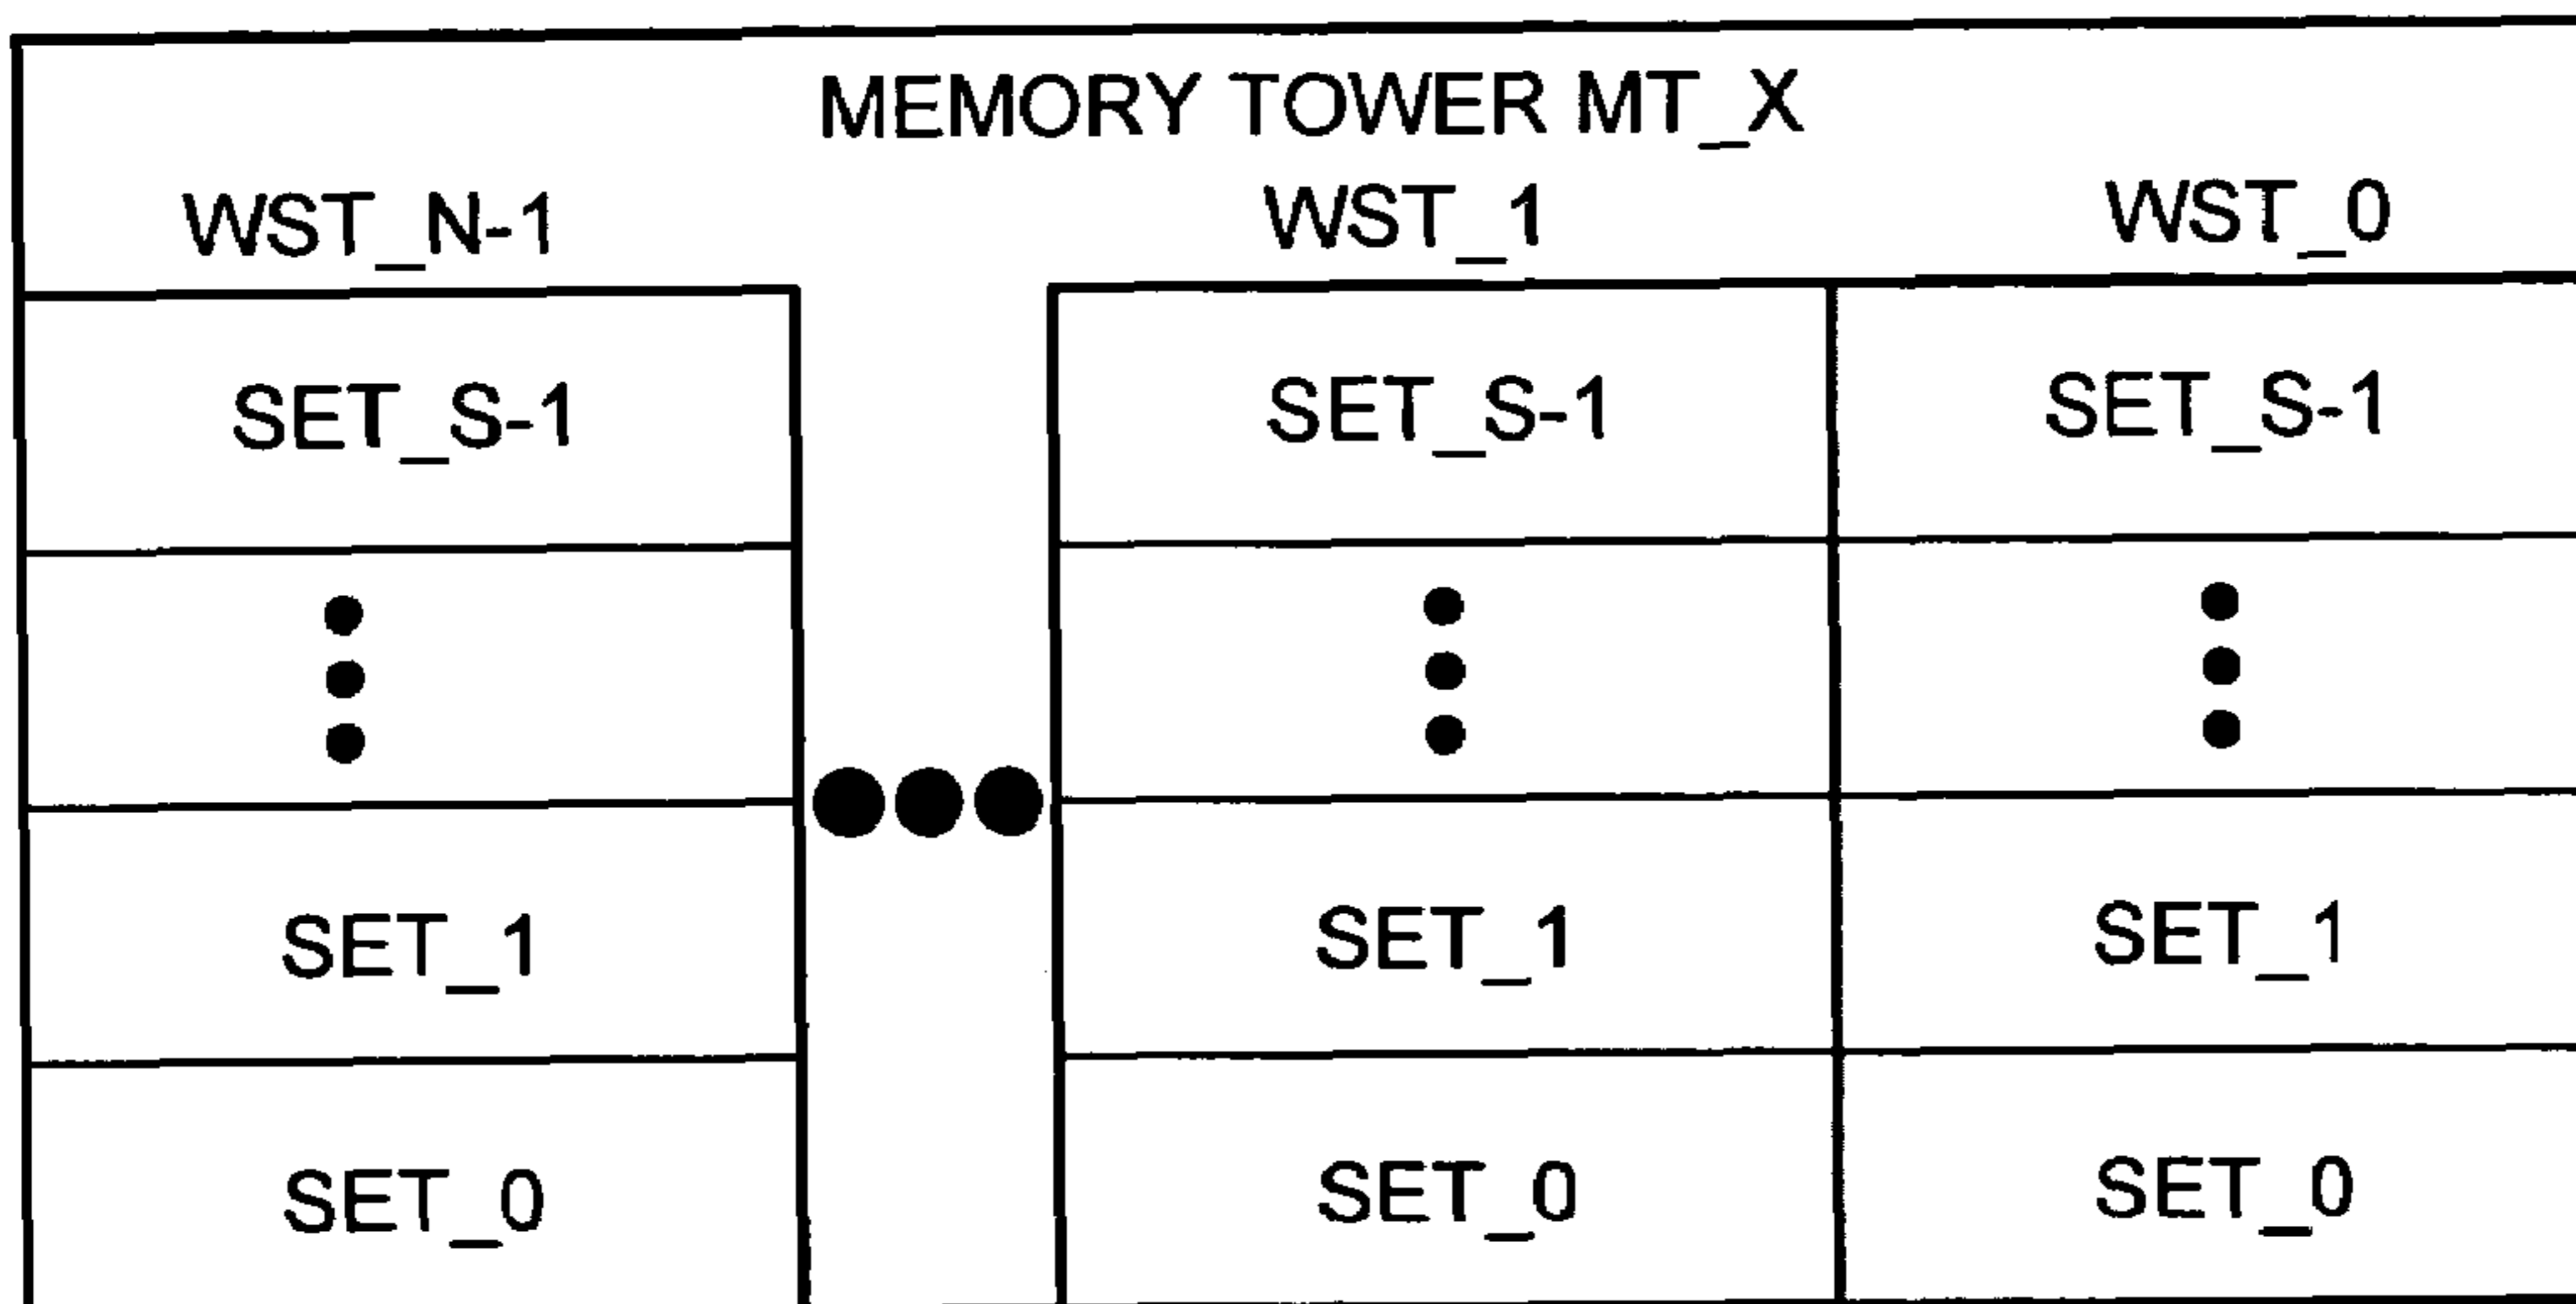 MEMORY TOWER MT_X
WST_N-1 WST_1 WST_0
SET_S-1 SET_S-1 SET_S-1
SET_1 SET_1 SET_1
SET_0 SET_0 SET_0